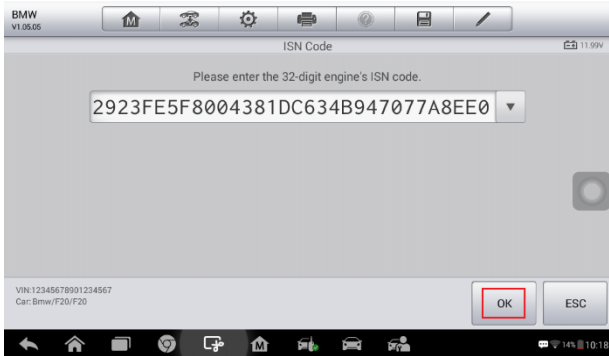 BMW
V1.05.05
ISN Code
11.99V
Please enter the 32-digit engine's ISN code.
2923FE5F8004381DC634B947077A8EE0
VIN:12345678901234567
Car: Bmw/F20/F20
OK
ESC
14%
10:18